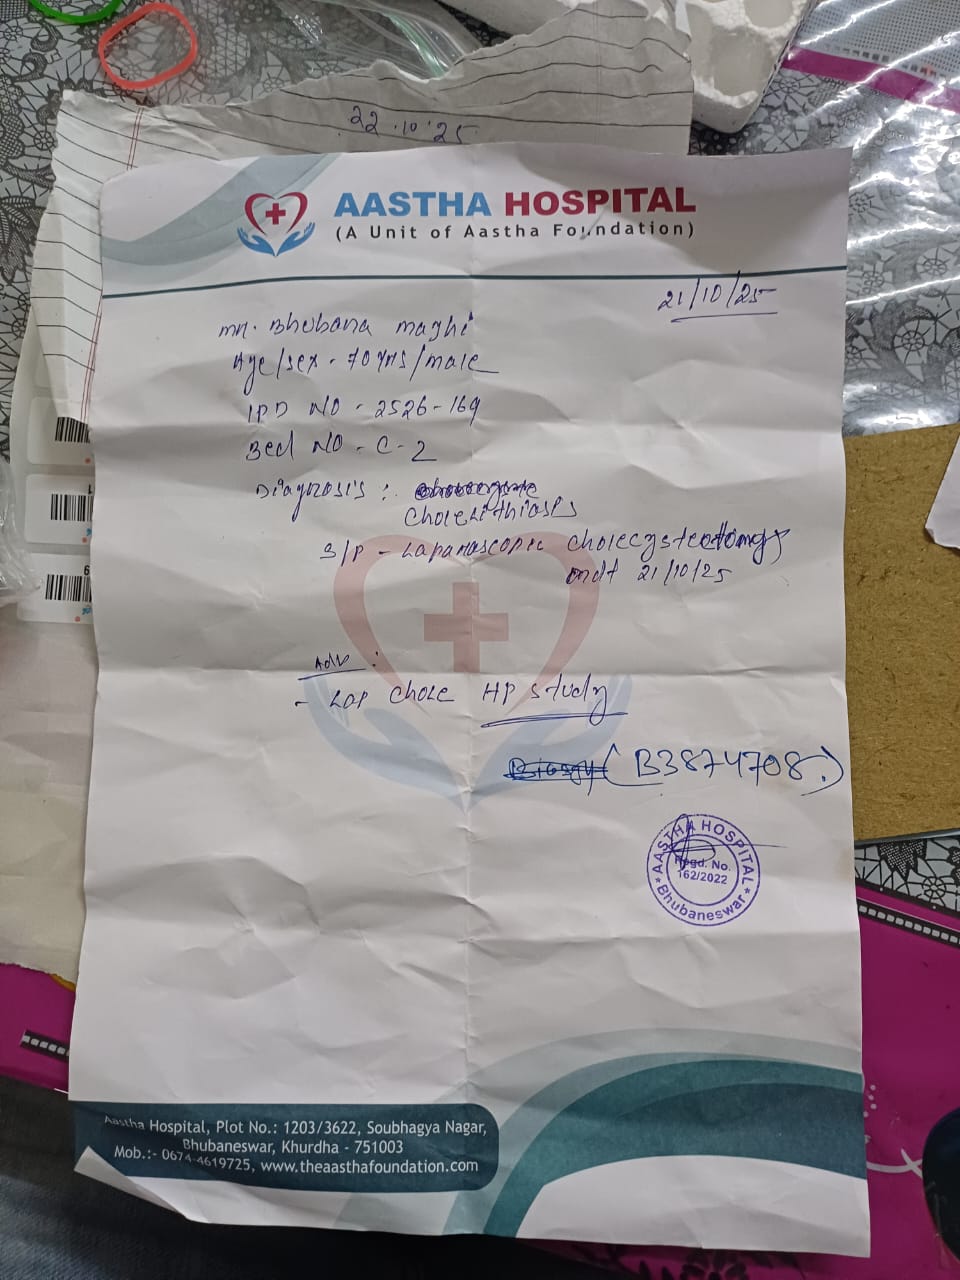 22.10.25
AASTHA HOSPITAL
(A Unit of Aastha Foundation)
21/10/25
Mr. Bhubana Maghi
Age/sex - 70 yrs/male
IPD NO - 2526-169
Bed NO - C-2
Diagnosis :
Cholelithiasis
S/P - Laparoscopic cholecystectomy
ondt 21/10/25
Adv :
- Lap chole HP study
(B3874708.)
AASTHA HOSPITAL
Regd. No.
162/2022
Bhubaneswar
Aastha Hospital, Plot No.: 1203/3622, Soubhagya Nagar,
Bhubaneswar, Khurdha - 751003
Mob.:- 0674-4619725, www.theaasthafoundation.com